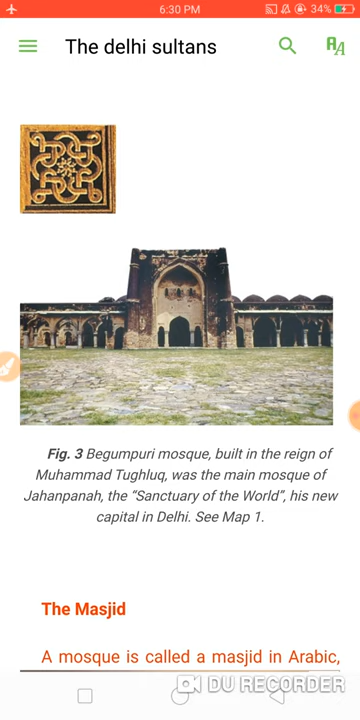 6:30 PM
34%
The delhi sultans
AA
Fig. 3 Begumpuri mosque, built in the reign of
Muhammad Tughluq, was the main mosque of
Jahanpanah, the “Sanctuary of the World”, his new
capital in Delhi. See Map 1.
The Masjid
A mosque is called a masjid in Arabic,
DU RECORDER